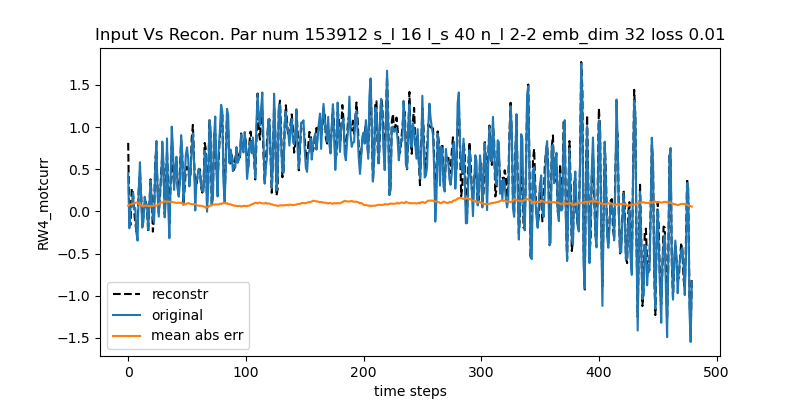 Input Vs Recon. Par num 153912 s_l 16 l_s 40 n_l 2-2 emb_dim 32 loss 0.01
RW4_motcurr
1.5
1.0
0.5
0.0
−0.5
−1.0
−1.5
reconstr
original
mean abs err
0 100 200 300 400 500
time steps